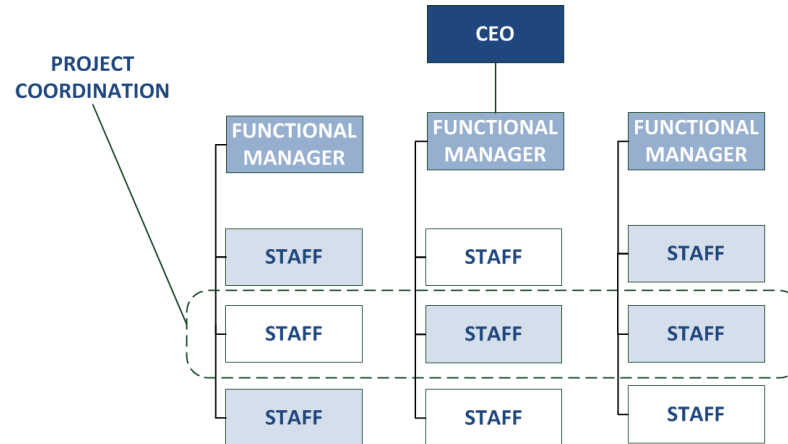 CEO
PROJECT
COORDINATION
FUNCTIONAL
MANAGER
FUNCTIONAL
MANAGER
FUNCTIONAL
MANAGER
STAFF
STAFF
STAFF
STAFF
STAFF
STAFF
STAFF
STAFF
STAFF